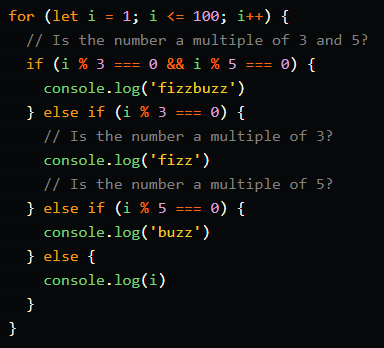 for (let i = 1; i <= 100; i++) {
  // Is the number a multiple of 3 and 5?
  if (i % 3 === 0 && i % 5 === 0) {
    console.log('fizzbuzz')
  } else if (i % 3 === 0) {
    // Is the number a multiple of 3?
    console.log('fizz')
    // Is the number a multiple of 5?
  } else if (i % 5 === 0) {
    console.log('buzz')
  } else {
    console.log(i)
  }
}